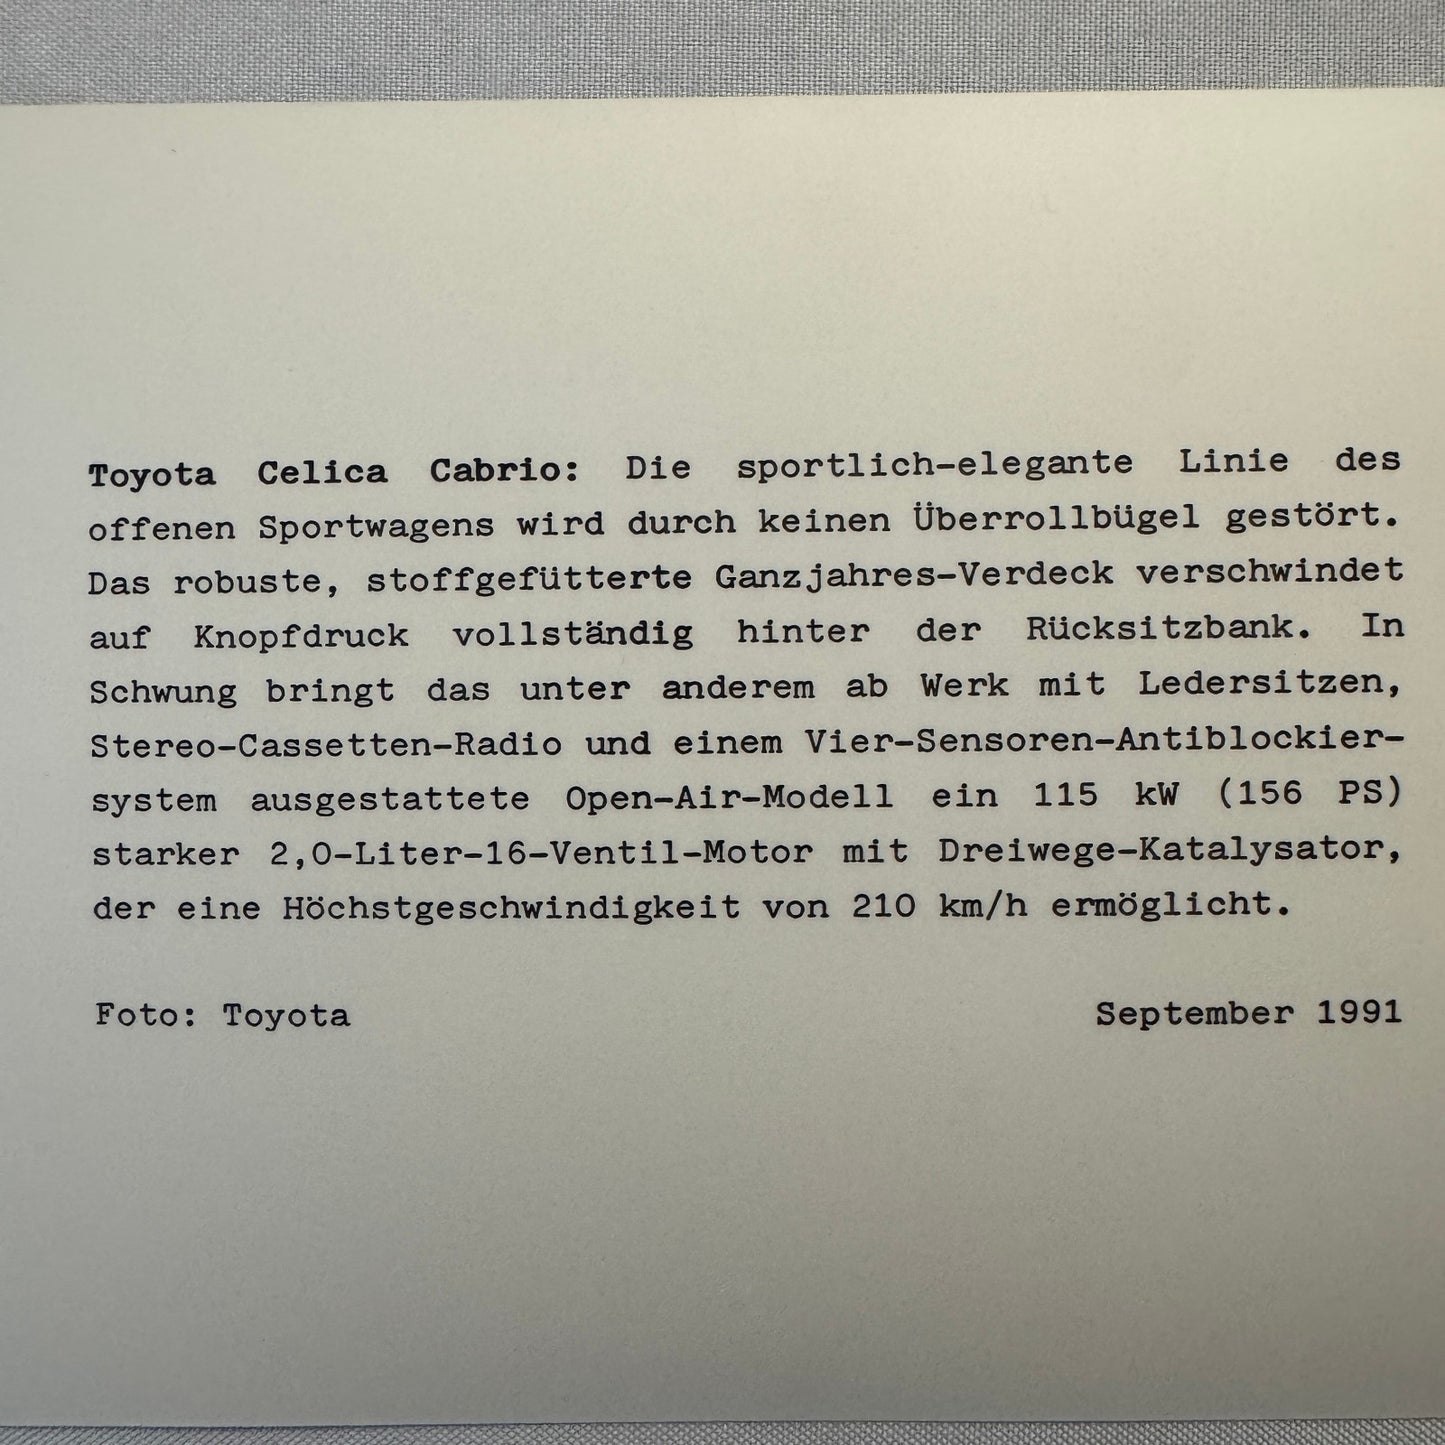 Toyota Celica Cabrio: Die sportlich-elegante Linie des
offenen Sportwagens wird durch keinen Überrollbügel gestört.
Das robuste, stoffgefütterte Ganzjahres-Verdeck verschwindet
auf Knopfdruck vollständig hinter der Rücksitzbank. In
Schwung bringt das unter anderem ab Werk mit Ledersitzen,
Stereo-Cassetten-Radio und einem Vier-Sensoren-Antiblockier-
system ausgestattete Open-Air-Modell ein 115 kW (156 PS)
starker 2,0-Liter-16-Ventil-Motor mit Dreiwege-Katalysator,
der eine Höchstgeschwindigkeit von 210 km/h ermöglicht.
Foto: Toyota September 1991